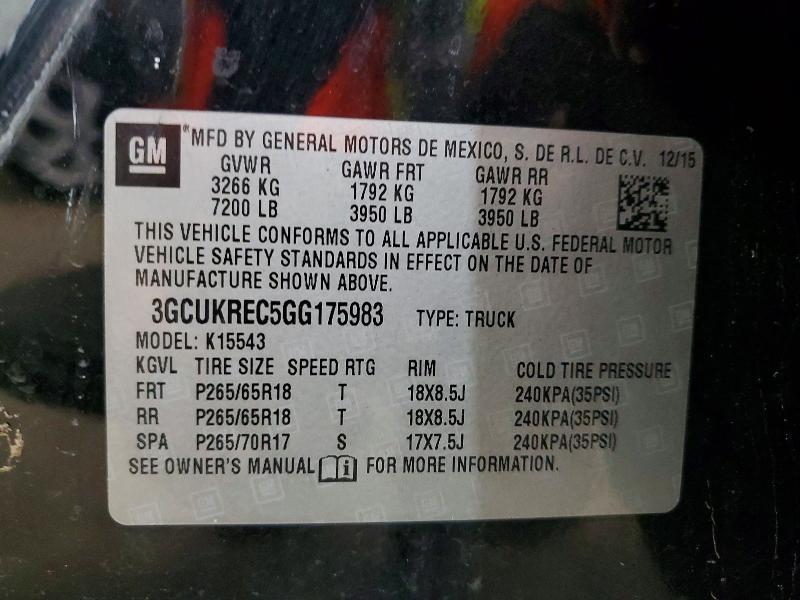 GM
®MFD BY GENERAL MOTORS DE MEXICO, S. DE R.L. DE C.V. 12/15
GVWR GAWR FRT GAWR RR
3266 KG 1792 KG 1792 KG
7200 LB 3950 LB 3950 LB
THIS VEHICLE CONFORMS TO ALL APPLICABLE U.S. FEDERAL MOTOR
VEHICLE SAFETY STANDARDS IN EFFECT ON THE DATE OF
MANUFACTURE SHOWN ABOVE.
3GCUKREC5GG175983 TYPE: TRUCK
MODEL: K15543
KGVL TIRE SIZE SPEED RTG RIM COLD TIRE PRESSURE
FRT P265/65R18 T 18X8.5J 240KPA(35PSI)
RR P265/65R18 T 18X8.5J 240KPA(35PSI)
SPA P265/70R17 S 17X7.5J 240KPA(35PSI)
SEE OWNER'S MANUAL i FOR MORE INFORMATION.